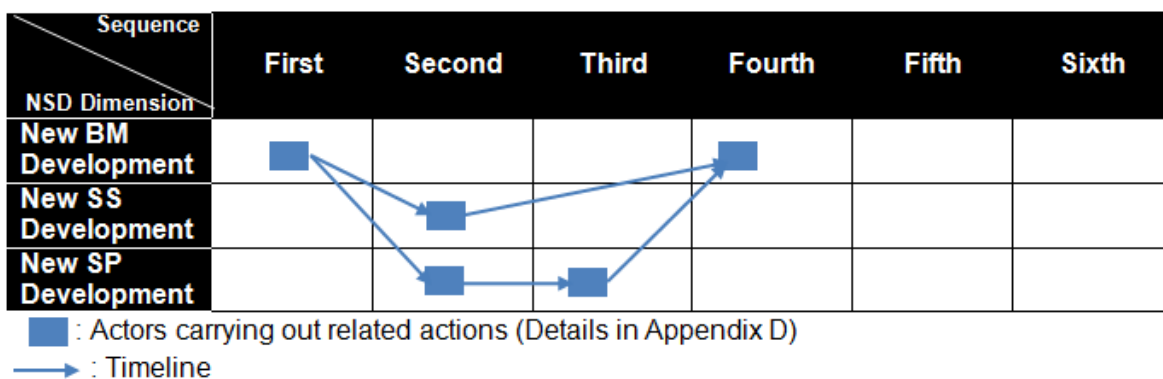 Sequence
First Second Third Fourth Fifth Sixth
NSD Dimension
New BM
Development
New SS
Development
New SP
Development
: Actors carrying out related actions (Details in Appendix D)
: Timeline